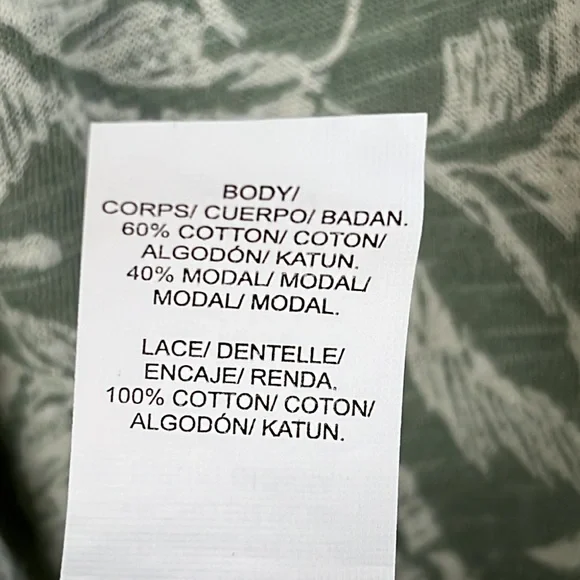 BODY/
CORPS/ CUERPO/ BADAN.
60% COTTON/ COTON/
ALGODÓN/ KATUN.
40% MODAL/ MODAL/
MODAL/ MODAL.
LACE/ DENTELLE/
ENCAJE/ RENDA.
100% COTTON/ COTON/
ALGODÓN/ KATUN.